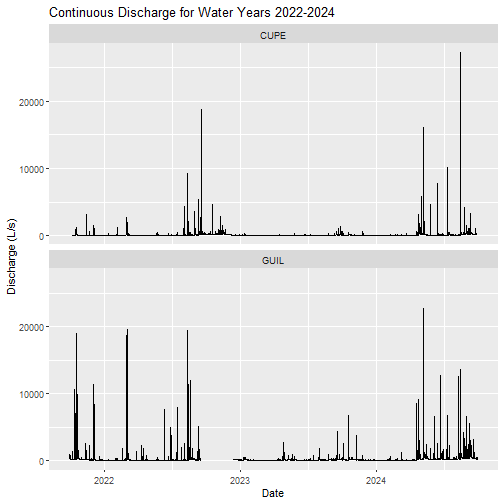 Continuous Discharge for Water Years 2022-2024
CUPE
20000
10000
0
Discharge (L/s)
GUIL
20000
10000
0
2022
2023
2024
Date